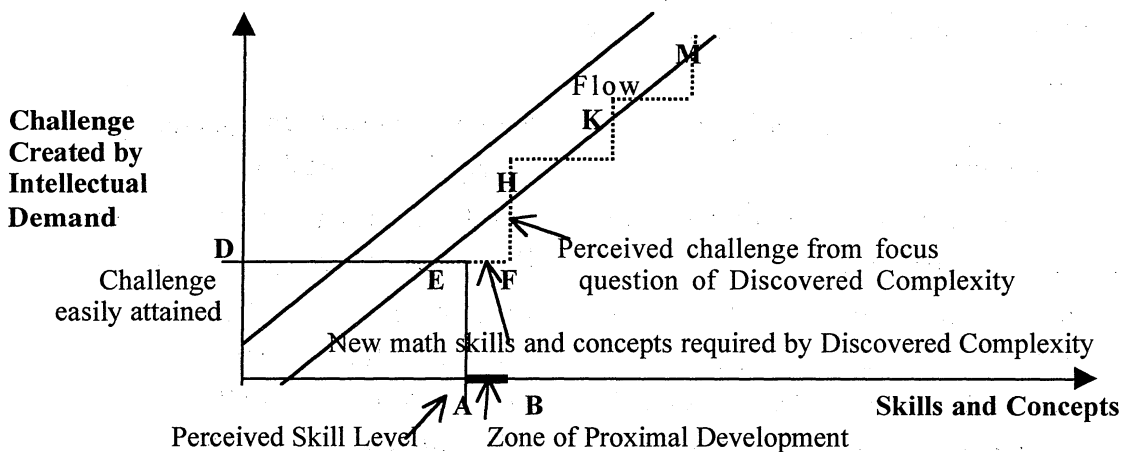 M
Flow
Challenge
Created by
Intellectual
Demand
K
H
D
Perceived challenge from focus
question of Discovered Complexity
Challenge
easily attained
E
F
New math skills and concepts required by Discovered Complexity
A
B
Skills and Concepts
Perceived Skill Level
Zone of Proximal Development